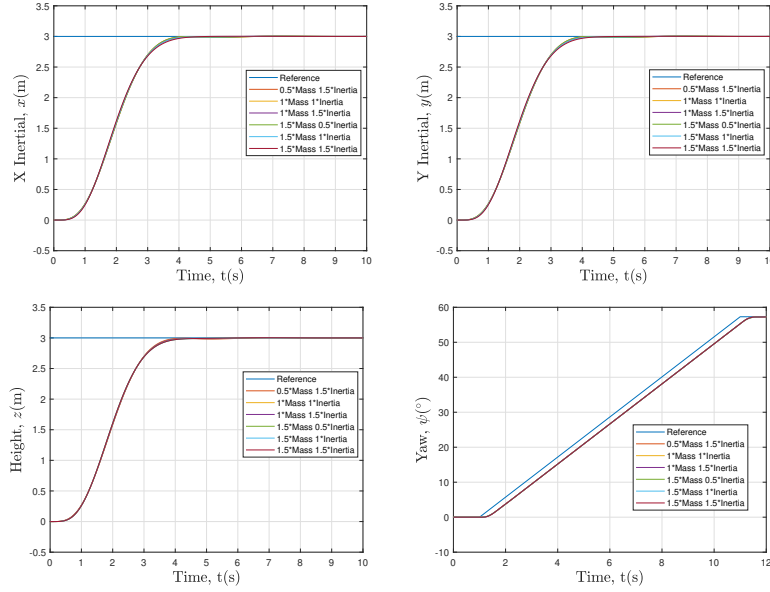 3.5
3
2.5
2
1.5
1
0.5
0
-0.5
X Inertial, x(m)
Reference
0.5*Mass 1.5*Inertia
1*Mass 1*Inertia
1*Mass 1.5*Inertia
1.5*Mass 0.5*Inertia
1.5*Mass 1*Inertia
1.5*Mass 1.5*Inertia
0 1 2 3 4 5 6 7 8 9 10
Time, t(s)
3.5
3
2.5
2
1.5
1
0.5
0
-0.5
Y Inertial, y(m)
Reference
0.5*Mass 1.5*Inertia
1*Mass 1*Inertia
1*Mass 1.5*Inertia
1.5*Mass 0.5*Inertia
1.5*Mass 1*Inertia
1.5*Mass 1.5*Inertia
0 1 2 3 4 5 6 7 8 9 10
Time, t(s)
3.5
3
2.5
2
1.5
1
0.5
0
-0.5
Height, z(m)
Reference
0.5*Mass 1.5*Inertia
1*Mass 1*Inertia
1*Mass 1.5*Inertia
1.5*Mass 0.5*Inertia
1.5*Mass 1*Inertia
1.5*Mass 1.5*Inertia
0 1 2 3 4 5 6 7 8 9 10
Time, t(s)
60
50
40
30
20
10
0
-10
Yaw, ψ(°)
Reference
0.5*Mass 1.5*Inertia
1*Mass 1*Inertia
1*Mass 1.5*Inertia
1.5*Mass 0.5*Inertia
1.5*Mass 1*Inertia
1.5*Mass 1.5*Inertia
0 2 4 6 8 10 12
Time, t(s)